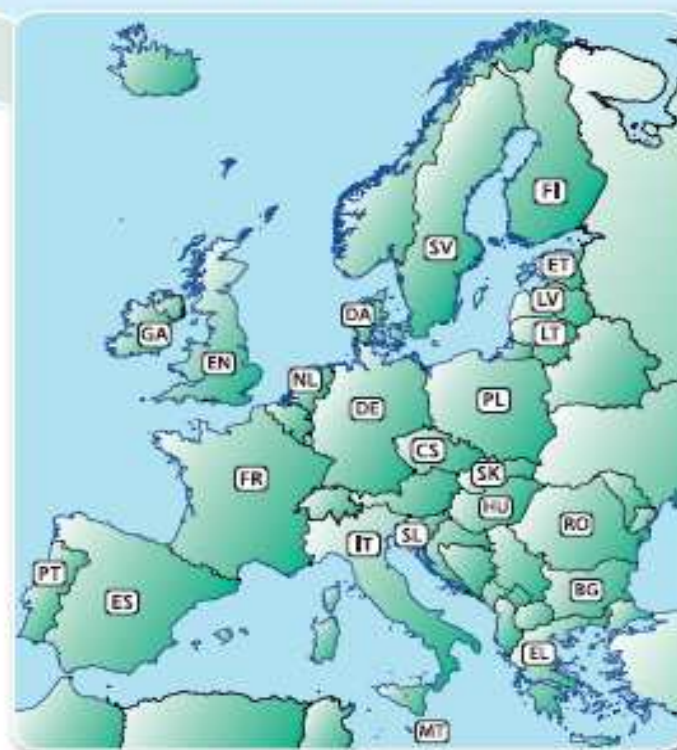 FI
SV
ET
LV
DA
LT
GA
EN
NL
DE
PL
CS
SK
FR
HU
RO
SL
IT
PT
ES
BG
EL
MT